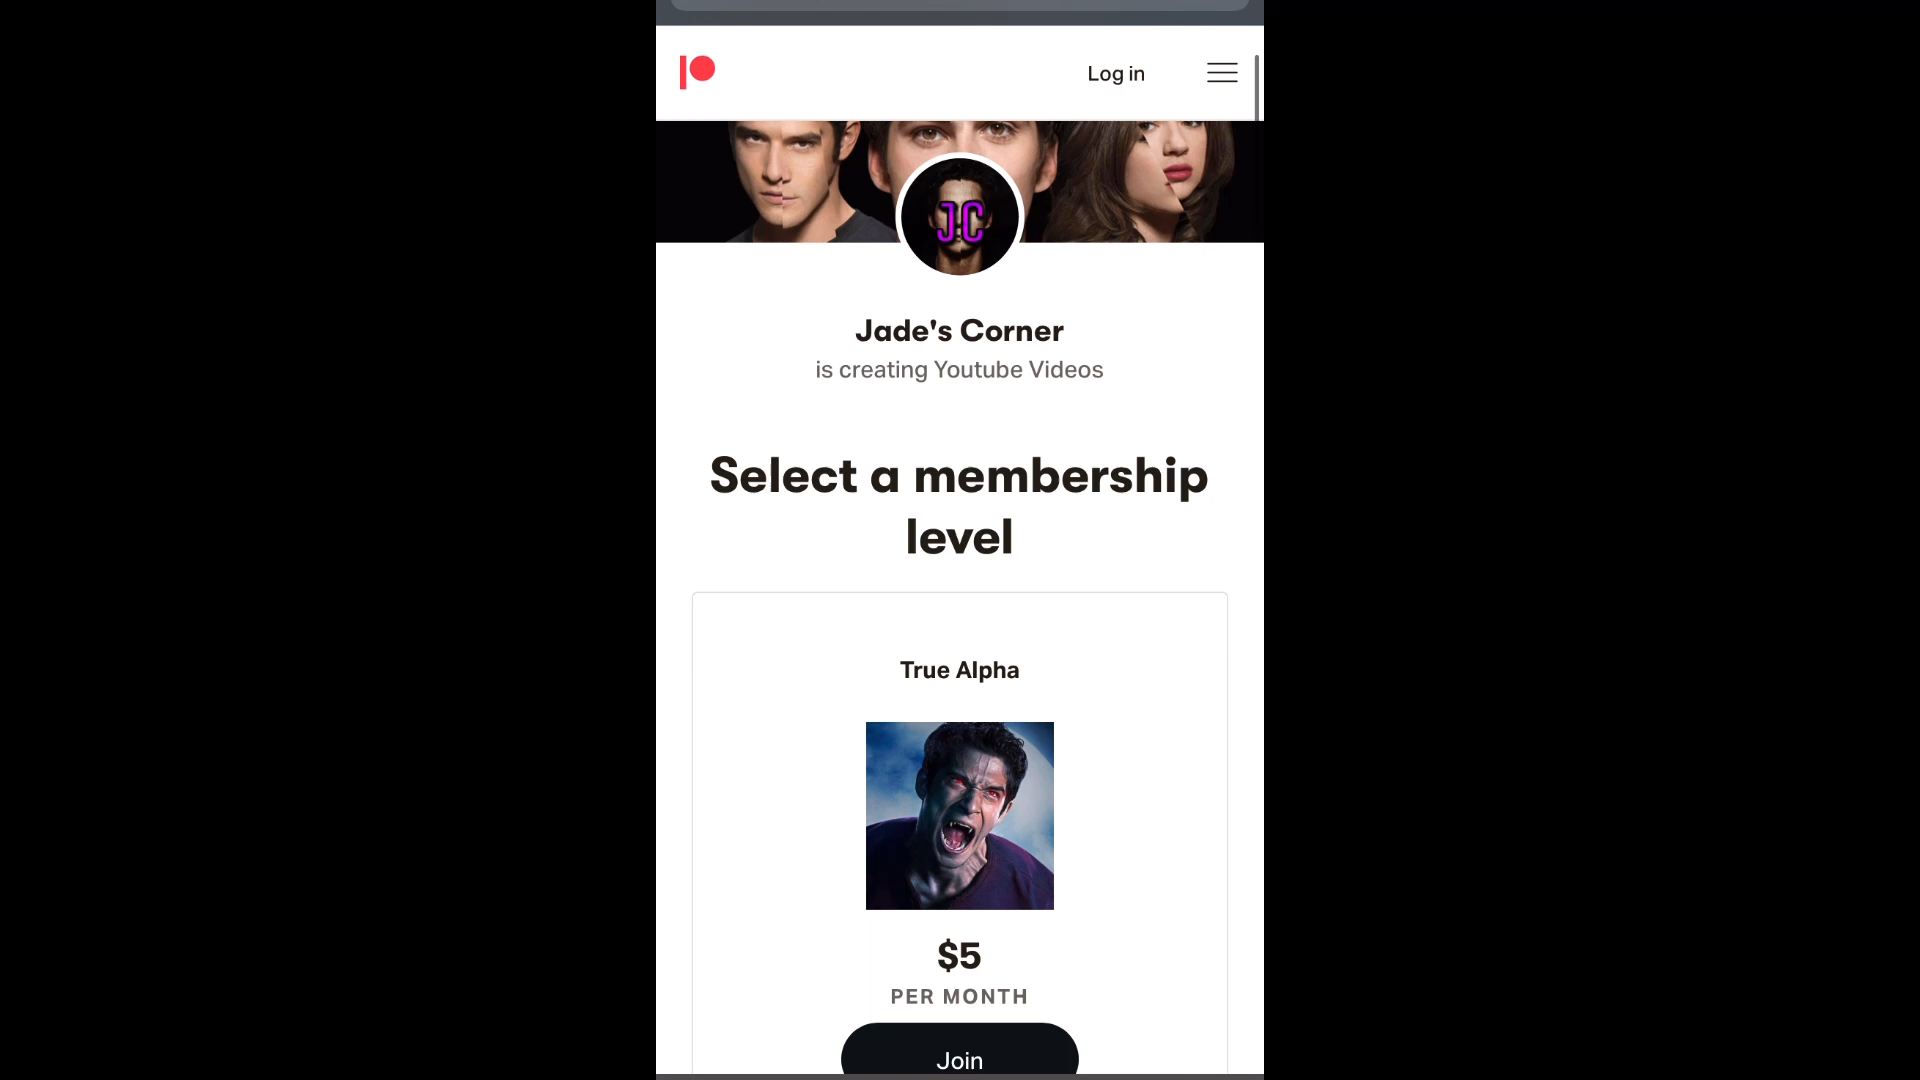 Log in
JC
Jade's Corner
is creating Youtube Videos
Select a membership
level
True Alpha
$5
PER MONTH
Join